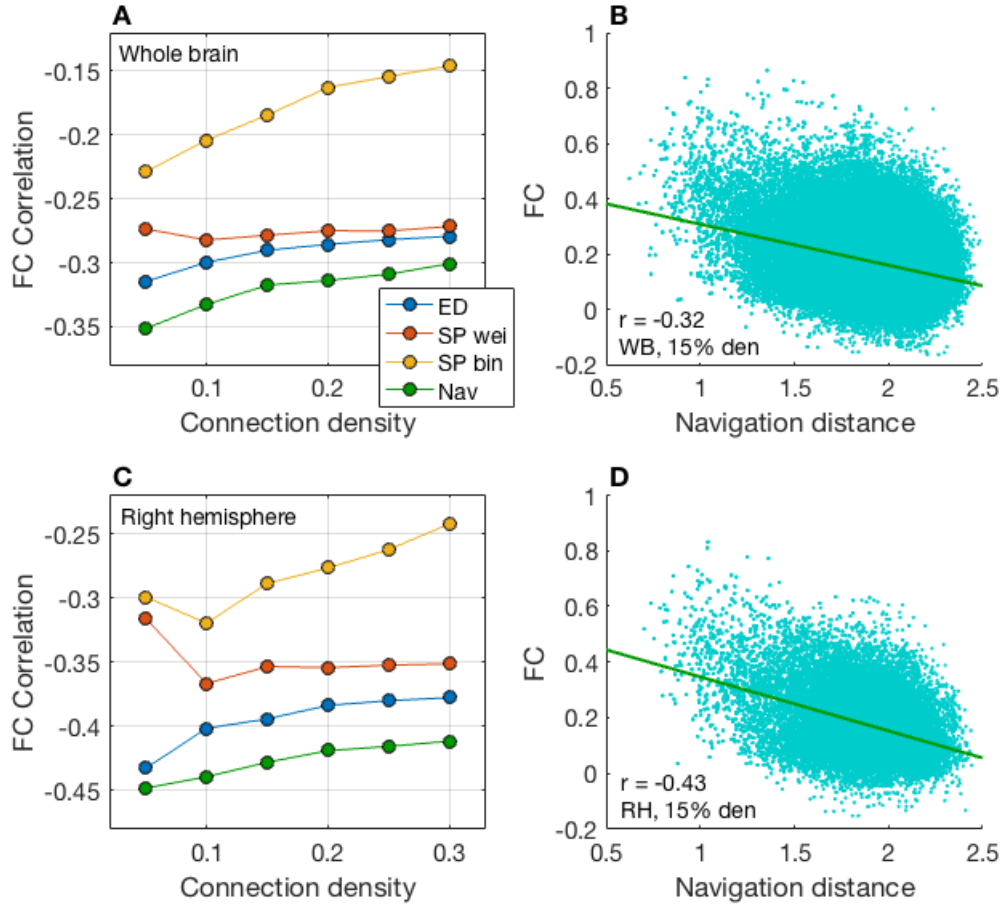 A
Whole brain
-0.15
-0.2
-0.25
-0.3
-0.35
FC Correlation
0.1
0.2
Connection density
ED
SP wei
SP bin
Nav
B
1
0.8
0.6
0.4
0.2
0
-0.2
FC
r = -0.32
WB, 15% den
0.5
1
1.5
2
2.5
Navigation distance
C
Right hemisphere
-0.25
-0.3
-0.35
-0.4
-0.45
FC Correlation
0.1
0.2
0.3
Connection density
D
1
0.8
0.6
0.4
0.2
0
-0.2
FC
r = -0.43
RH, 15% den
0.5
1
1.5
2
2.5
Navigation distance